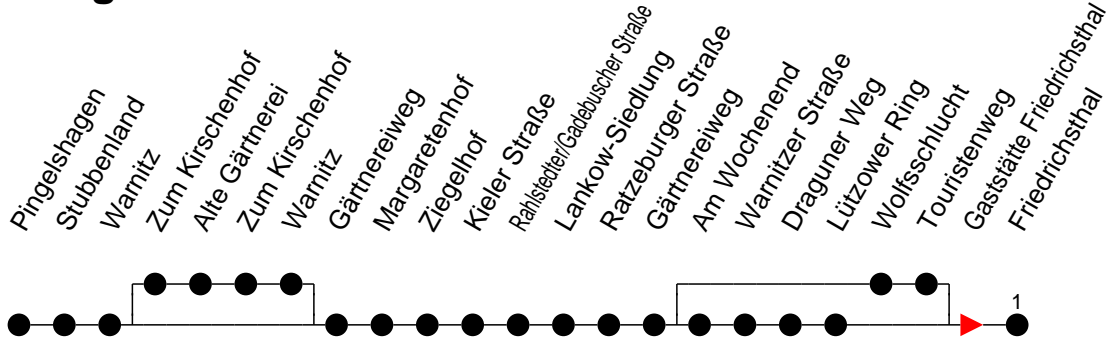 Pingelshagen
Stubbenland
Warnitz
Zum Kirschenhof
Alte Gärtnerei
Zum Kirschenhof
Warnitz
Gärtnereiweg
Margaretenhof
Ziegelhof
Kieler Straße
Rahlstedter/Gadebuscher Straße
Lankow-Siedlung
Ratzeburger Straße
Gärtnereiweg
Am Wochenend
Warnitzer Straße
Draguner Weg
Lützower Ring
Wolfsschlucht
Touristenweg
Gaststätte Friedrichsthal
Friedrichsthal
1